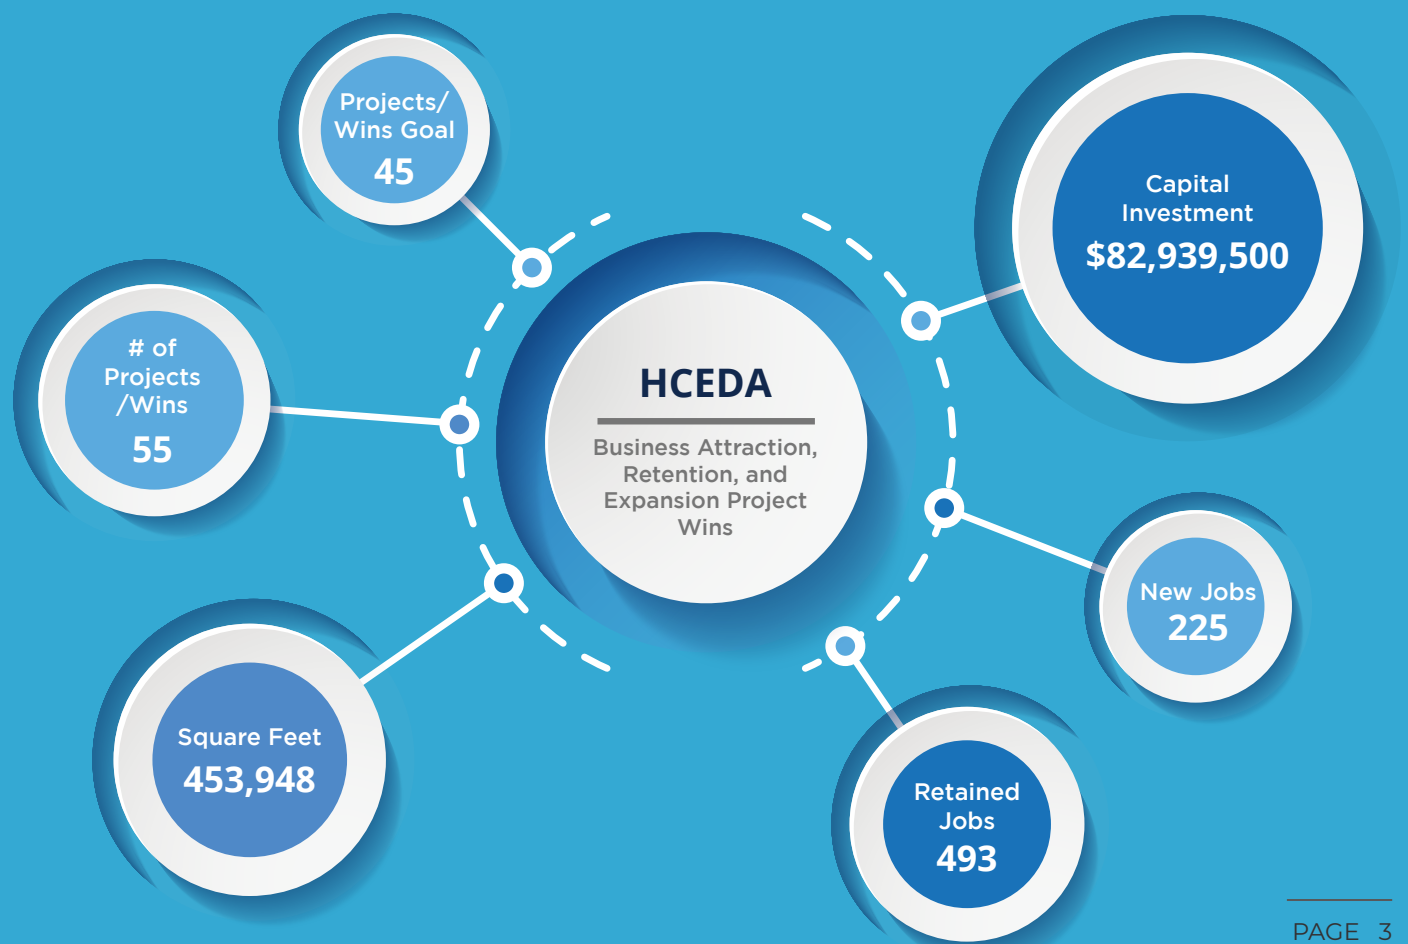 Projects/
Wins Goal
45
# of
Projects
/Wins
55
Square Feet
453,948
HCEDA
Business Attraction,
Retention, and
Expansion Project
Wins
Capital
Investment
$82,939,500
New Jobs
225
Retained
Jobs
493
PAGE 3